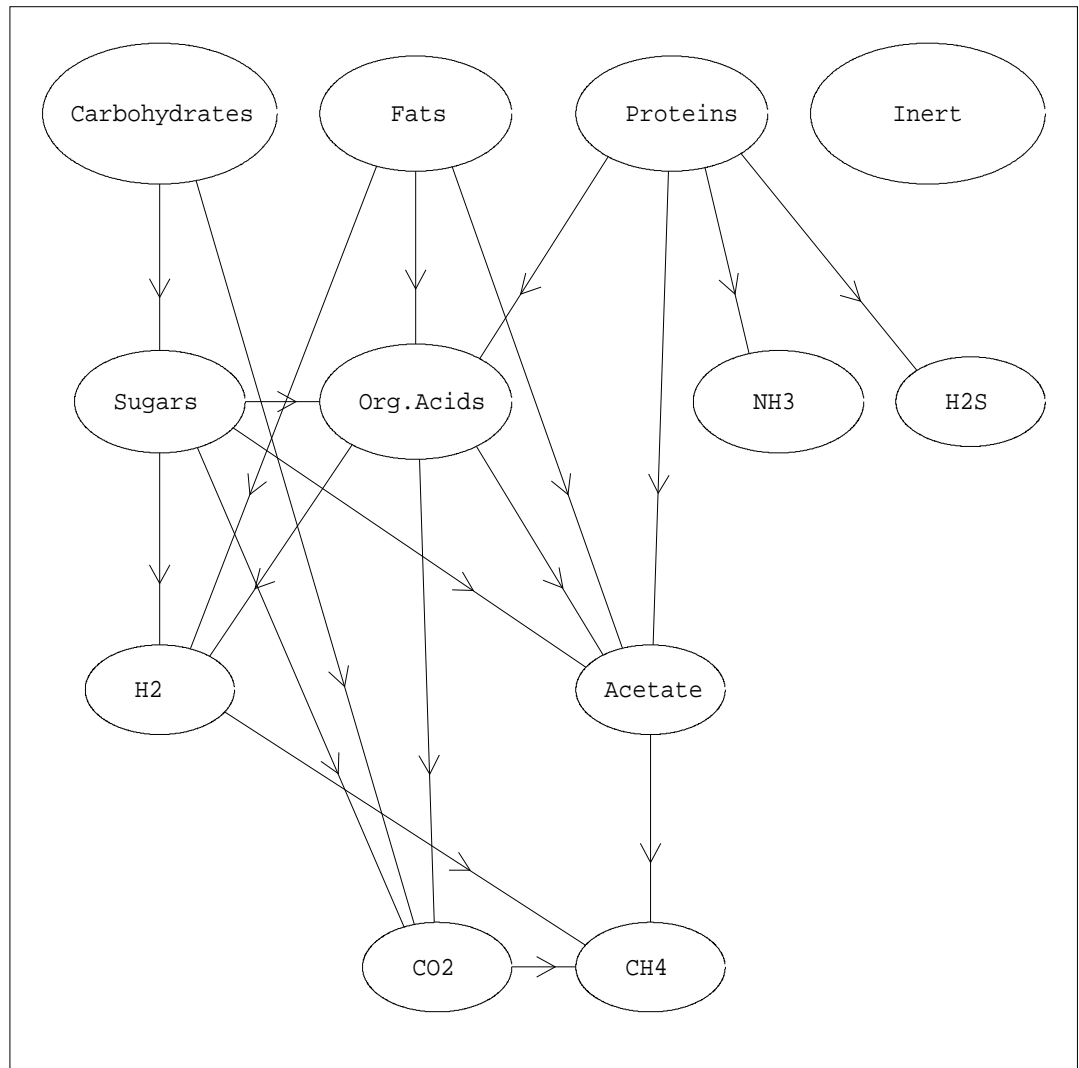 Carbohydrates
Fats
Proteins
Inert
Sugars
Org.Acids
NH3
H2S
H2
Acetate
CO2
CH4